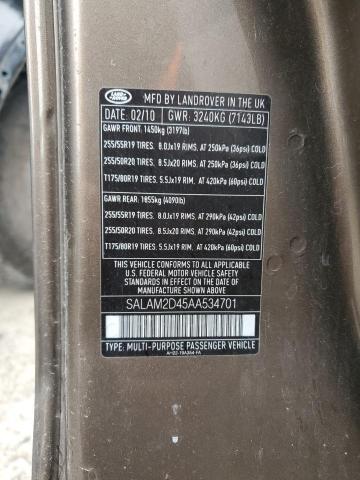 LAND ROVER
MFD BY LANDROVER IN THE UK
DATE: 02/10 GWR: 3240KG (7143LB)
GAWR FRONT: 1450kg (3197lb)
255/55R19 TIRES. 8.0Jx19 RIMS. AT 250kPa (36psi) COLD
255/50R20 TIRES. 8.5Jx20 RIMS. AT 250kPa (36psi) COLD
T175/80R19 TIRES. 5.5Jx19 RIM. AT 420kPa (60psi) COLD
GAWR REAR: 1855kg (4090lb)
255/55R19 TIRES. 8.0Jx19 RIMS. AT 290kPa (42psi) COLD
255/50R20 TIRES. 8.5Jx20 RIMS. AT 290kPa (42psi) COLD
T175/80R19 TIRES. 5.5Jx19 RIM. AT 420kPa (60psi) COLD
THIS VEHICLE CONFORMS TO ALL APPLICABLE
U.S. FEDERAL MOTOR VEHICLE SAFETY
STANDARDS IN EFFECT ON THE DATE
OF MANUFACTURE SHOWN ABOVE.
SALAM2D45AA534701
TYPE: MULTI-PURPOSE PASSENGER VEHICLE